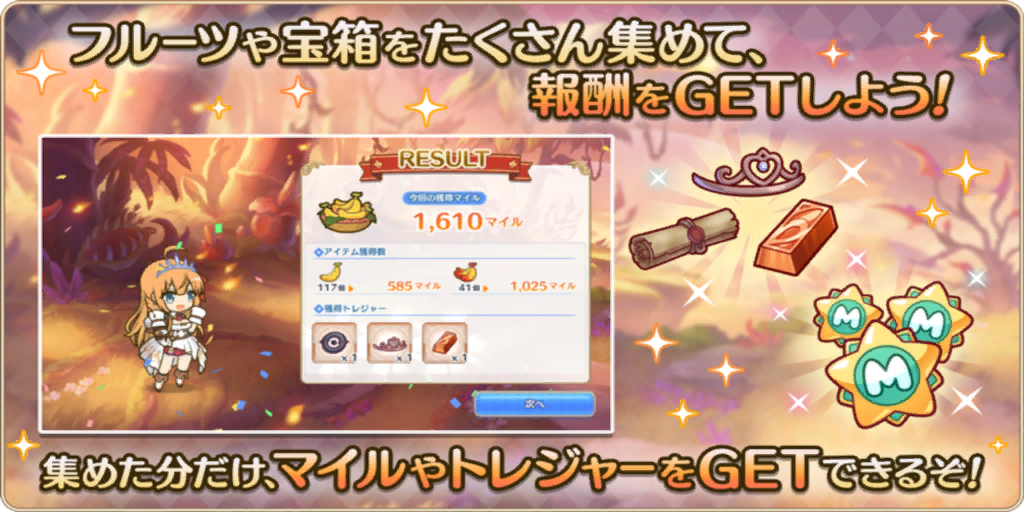 フルーツや宝箱をたくさん集めて、
報酬をGETしよう！
RESULT
今回の獲得マイル
1,610マイル
アイテム獲得数
117個 585マイル 41個 1,025マイル
獲得トレジャー
×1 ×1 ×1
次へ
M M
M
集めた分だけ、マイルやトレジャーをGETできるぞ！